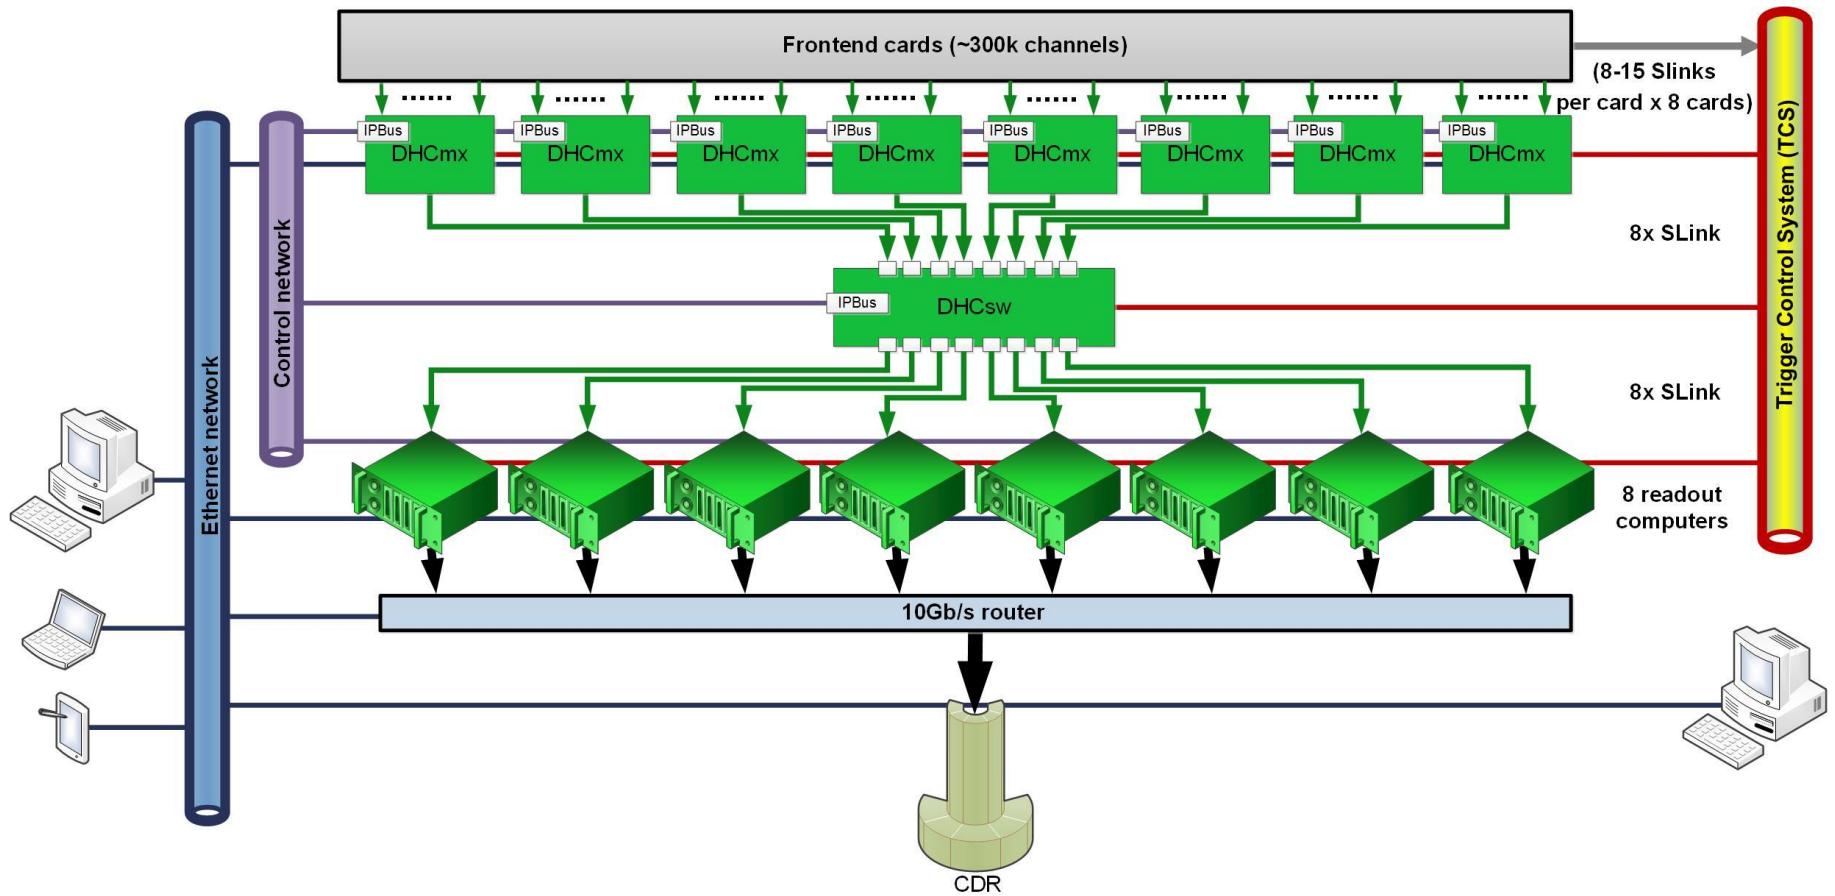 Frontend cards (~300k channels)
(8-15 Slinks
per card x 8 cards)
IPBus
DHCmx
IPBus
DHCmx
IPBus
DHCmx
IPBus
DHCmx
IPBus
DHCmx
IPBus
DHCmx
IPBus
DHCmx
IPBus
DHCmx
Ethernet network
Control network
Trigger Control System (TCS)
8x SLink
IPBus
DHCsw
8x SLink
8 readout
computers
10Gb/s router
CDR